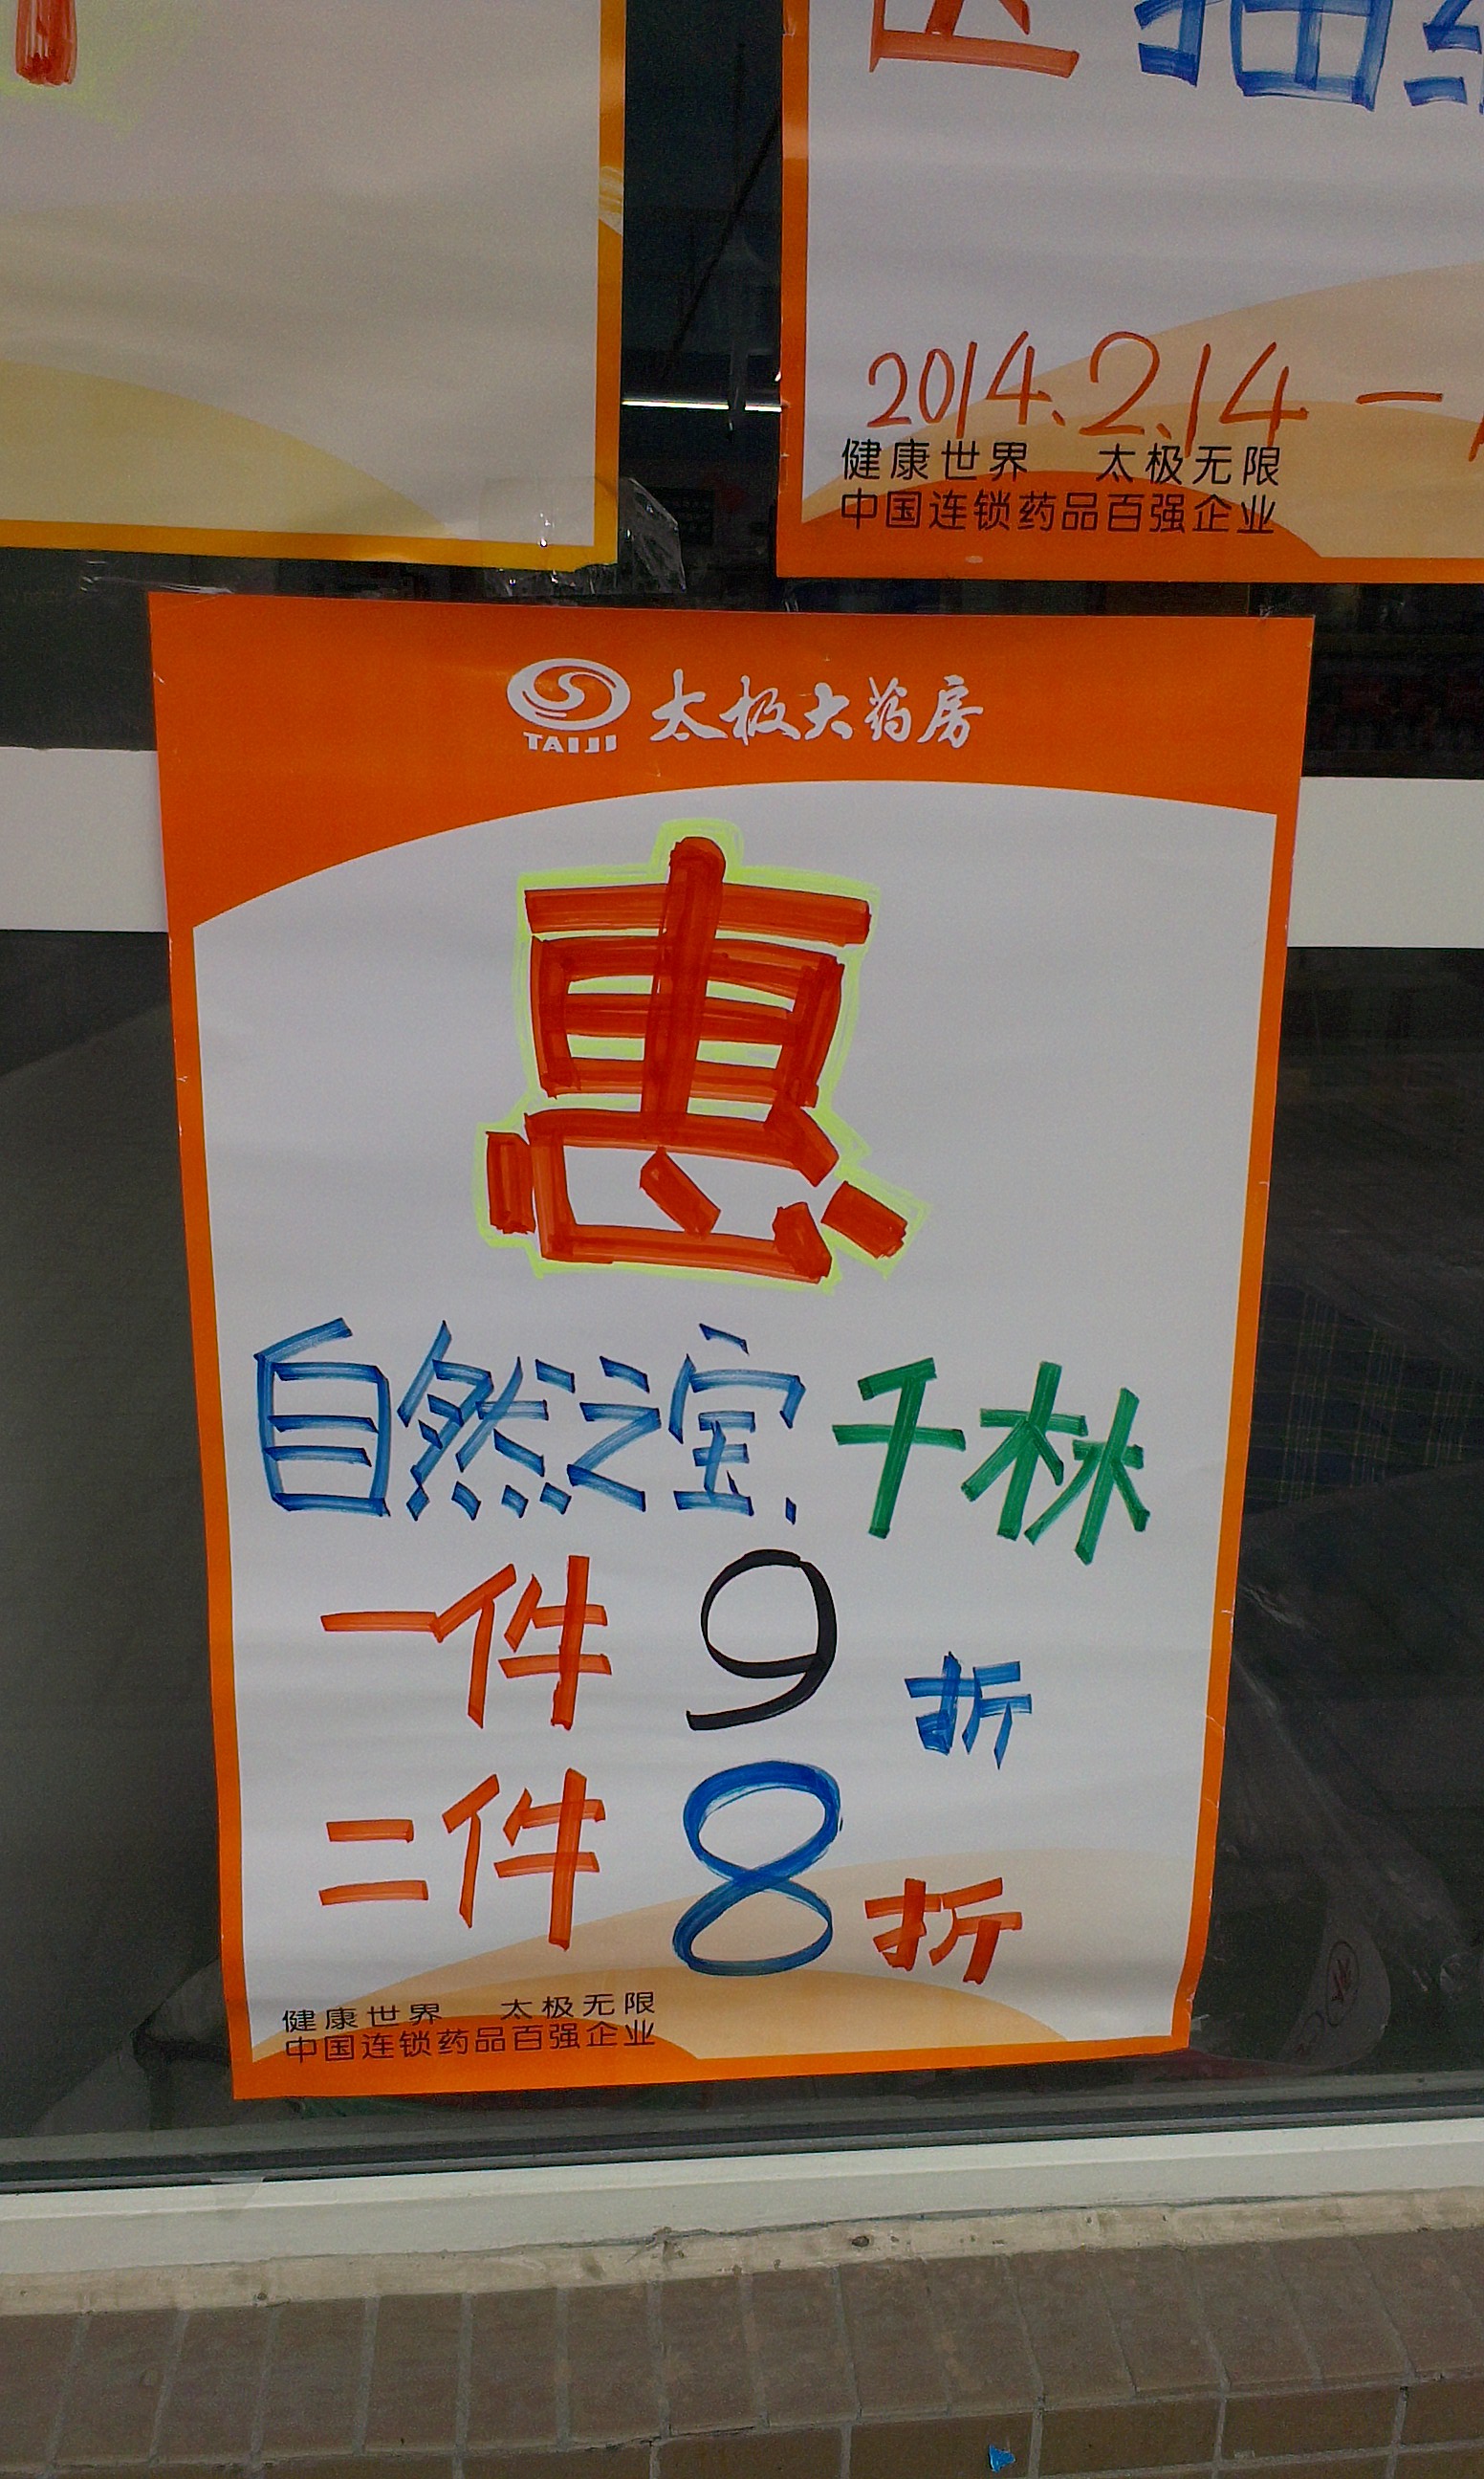 送抽纸
2014.2.14－
健康世界 太极无限
中国连锁药品百强企业
TAIJI 太极大药房
惠
自然之宝、千林
一件9折
二件8折
健康世界 太极无限
中国连锁药品百强企业